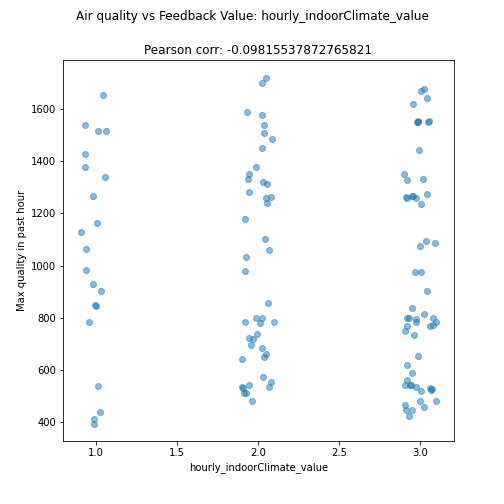 Air quality vs Feedback Value: hourly_indoorClimate_value
Pearson corr: -0.09815537872765821
1600
1400
1200
1000
800
600
400
Max quality in past hour
1.0 1.5 2.0 2.5 3.0
hourly_indoorClimate_value